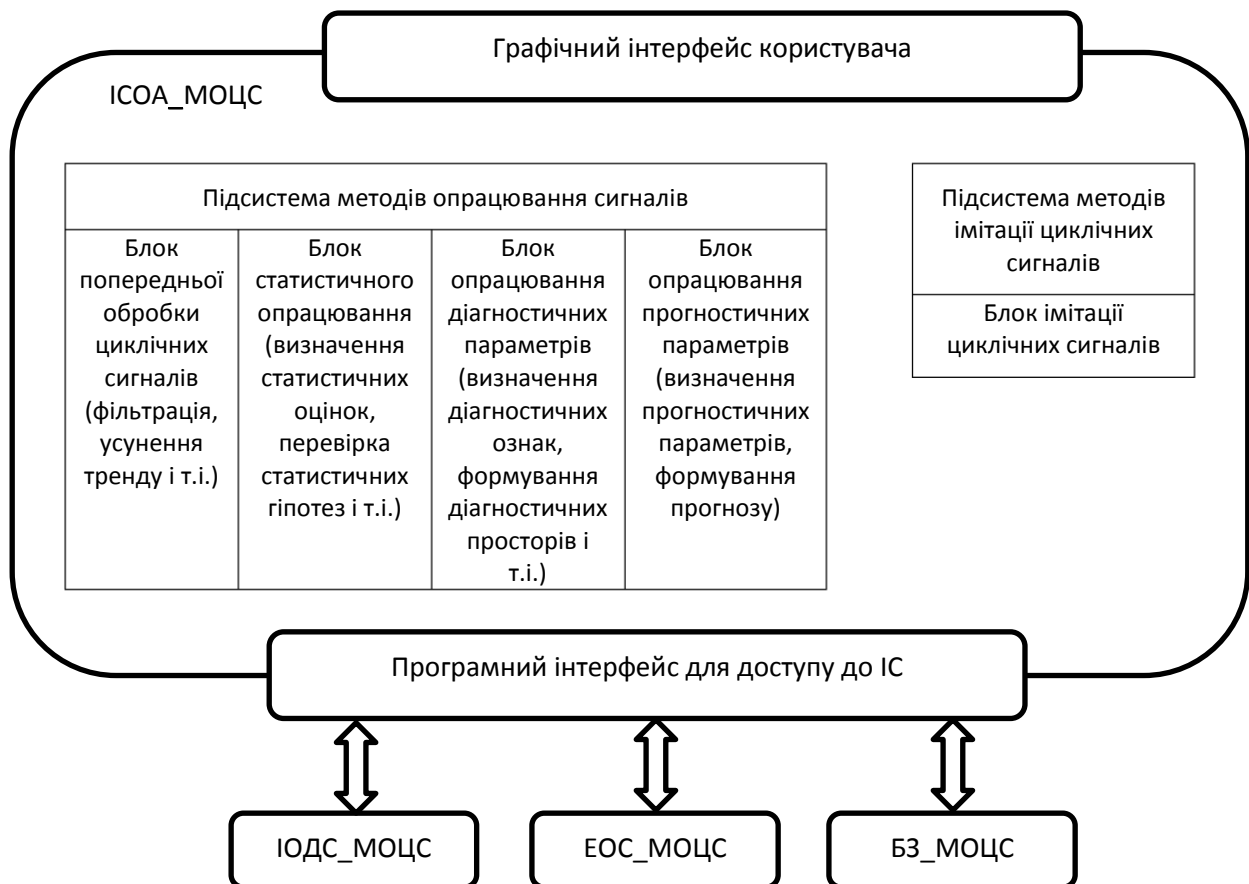 Графічний інтерфейс користувача
ІСОА_МОЦС
Підсистема методів опрацювання сигналів
Блок
попередньої
обробки
циклічних
сигналів
(фільтрація,
усунення
тренду і т.і.)
Блок
статистичного
опрацювання
(визначення
статистичних
оцінок,
перевірка
статистичних
гіпотез і т.і.)
Блок
опрацювання
діагностичних
параметрів
(визначення
діагностичних
ознак,
формування
діагностичних
просторів і
т.і.)
Блок
опрацювання
прогностичних
параметрів
(визначення
прогностичних
параметрів,
формування
прогнозу)
Підсистема методів
імітації циклічних
сигналів
Блок імітації
циклічних сигналів
Програмний інтерфейс для доступу до ІС
ІОДС_МОЦС
ЕОС_МОЦС
БЗ_МОЦС